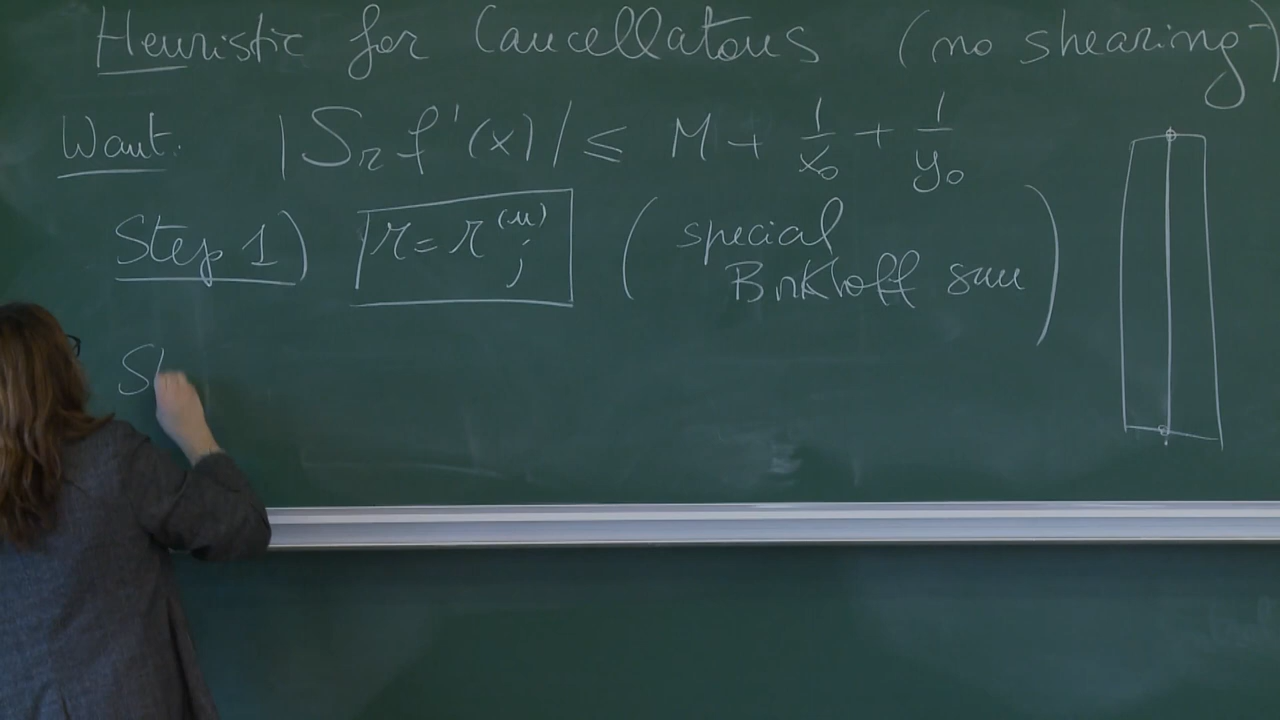 Heuristic for Cancellations (no shearing)
Want: |S_r f'(x)| ≤ M + 1/x_0 + 1/y_0
Step 1) r = r_j^{(n)} (special
Birkhoff sum)
S